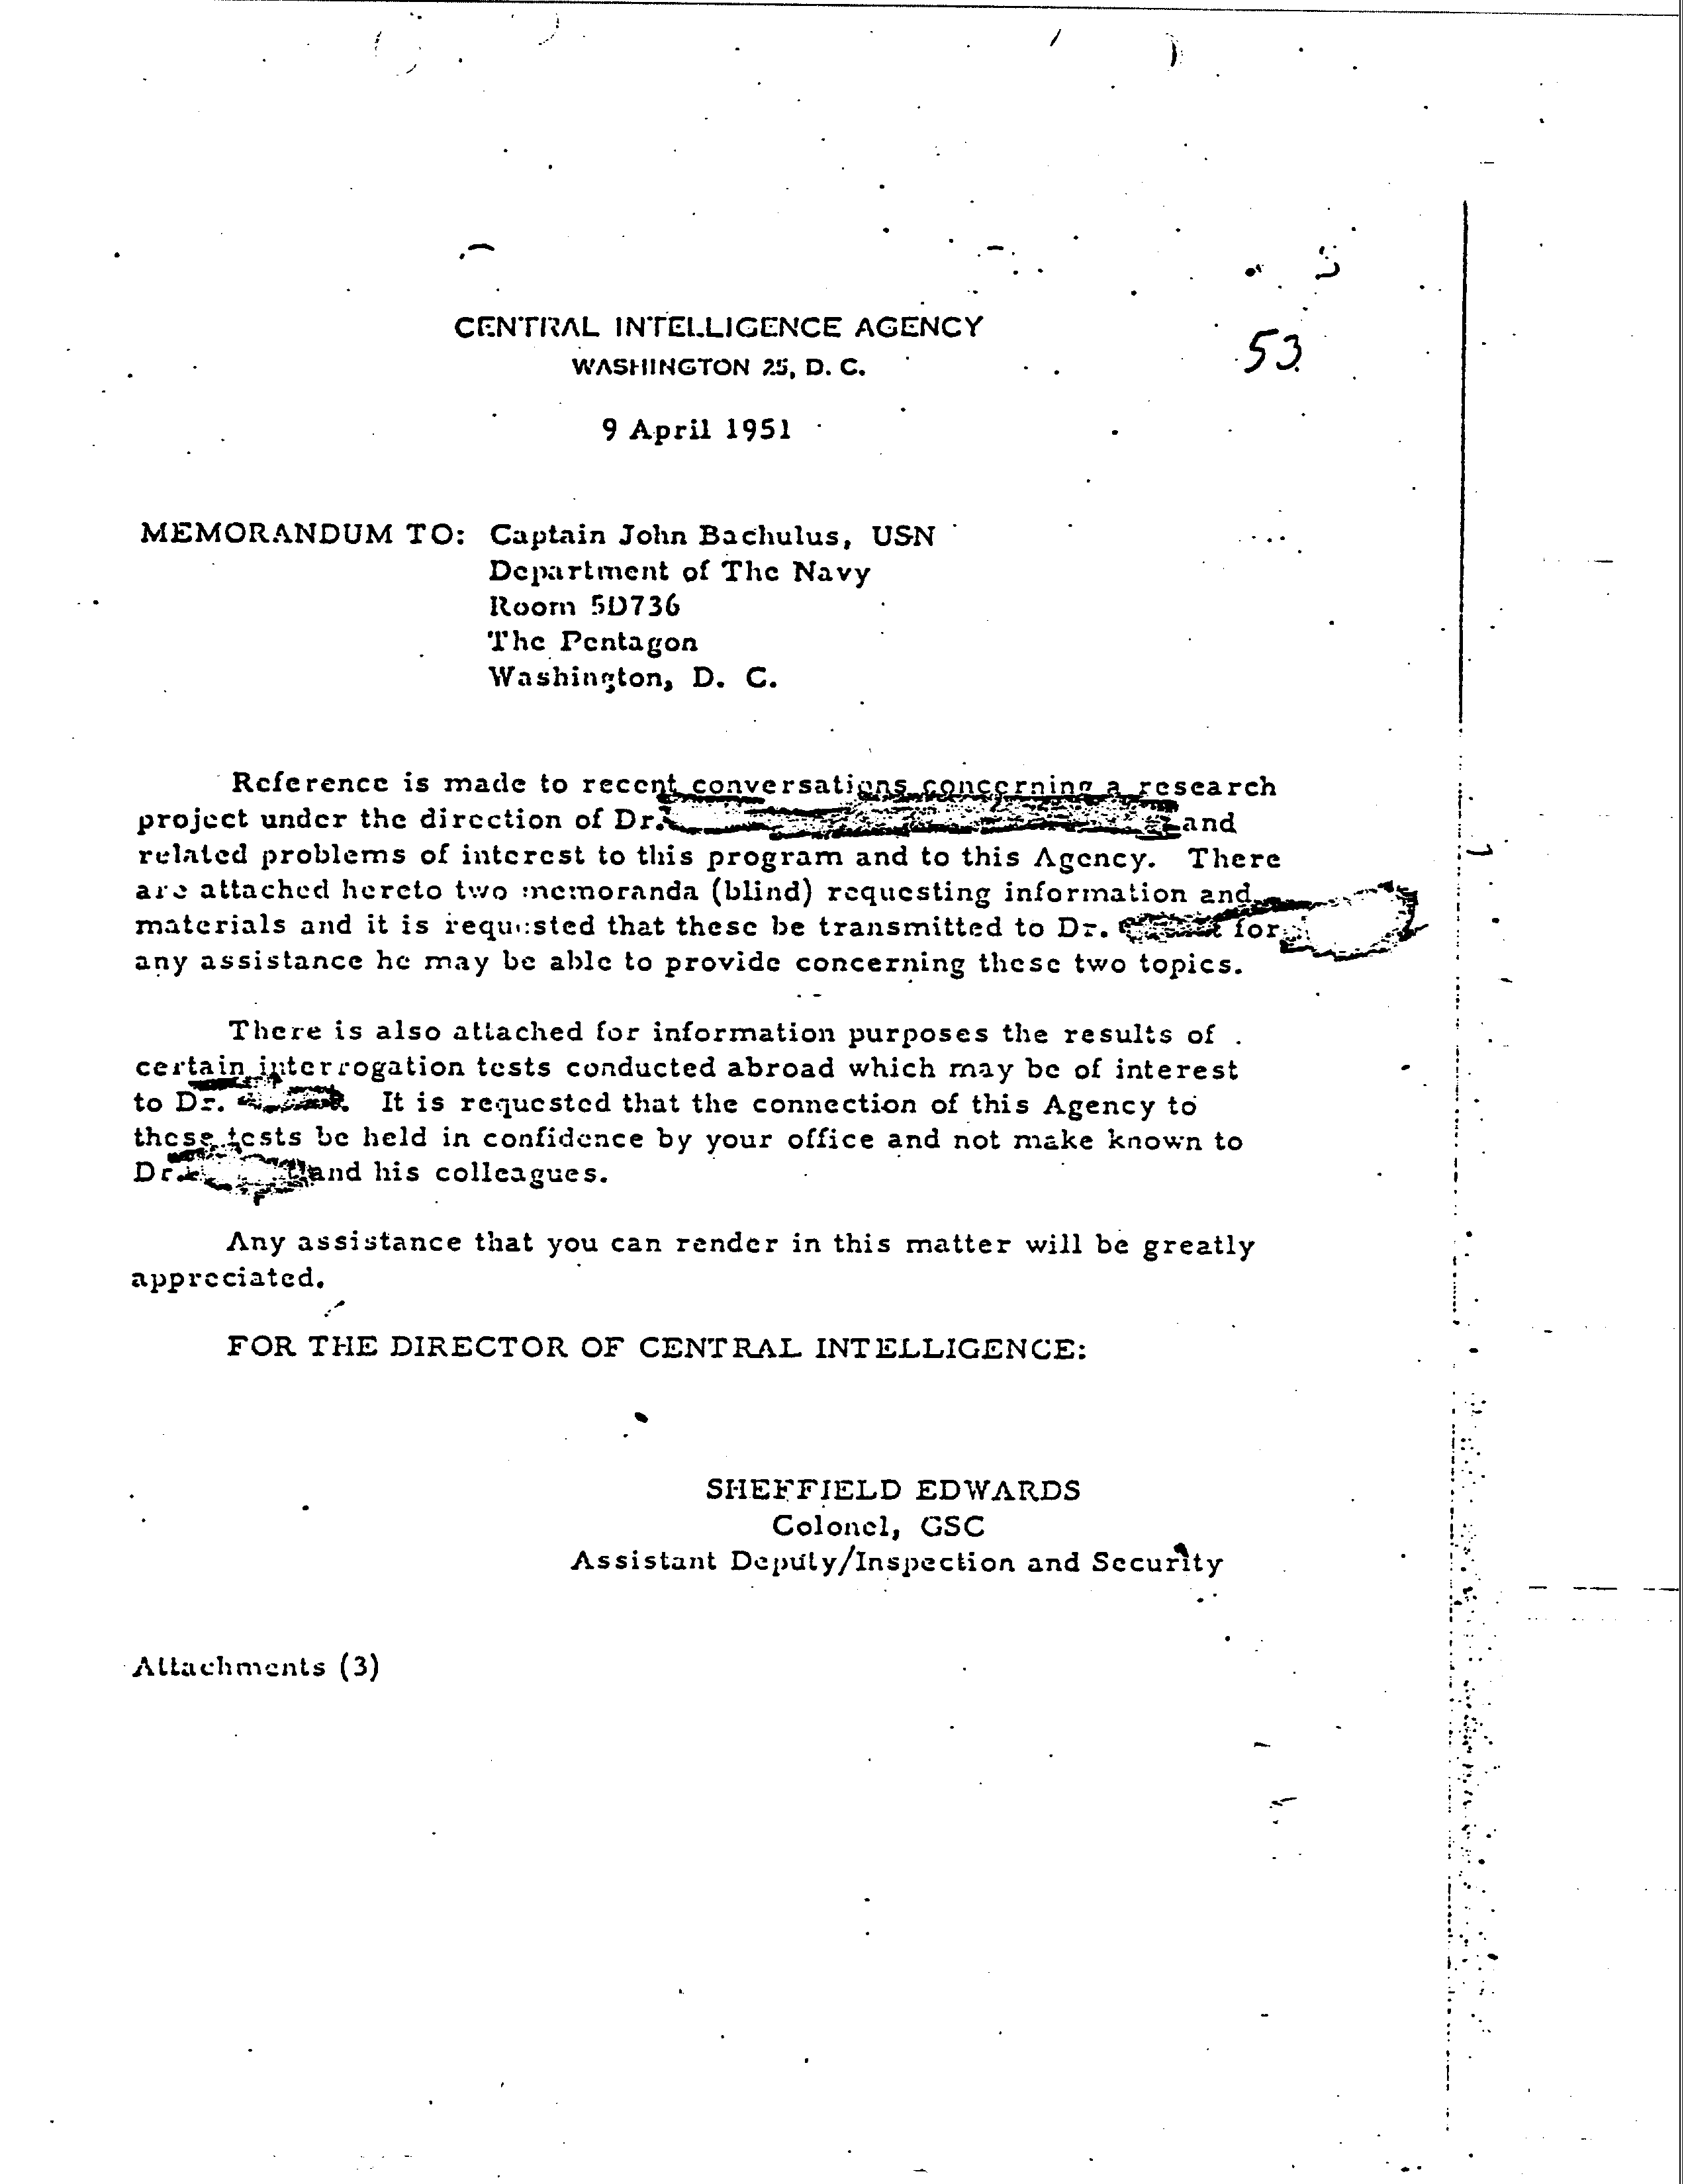 CENTRAL INTELLIGENCE AGENCY
WASHINGTON 25, D. C.
53
9 April 1951
MEMORANDUM TO: Captain John Bachulus, USN
Department of The Navy
Room 5D736
The Pentagon
Washington, D. C.
Reference is made to recent conversations concerning a research
project under the direction of Dr. and
related problems of interest to this program and to this Agency. There
are attached hereto two memoranda (blind) requesting information and
materials and it is requested that these be transmitted to Dr. for
any assistance he may be able to provide concerning these two topics.
There is also attached for information purposes the results of
certain interrogation tests conducted abroad which may be of interest
to Dr. It is requested that the connection of this Agency to
these tests be held in confidence by your office and not make known to
Dr. and his colleagues.
Any assistance that you can render in this matter will be greatly
appreciated.
FOR THE DIRECTOR OF CENTRAL INTELLIGENCE:
SHEFFIELD EDWARDS
Colonel, GSC
Assistant Deputy/Inspection and Security
Attachments (3)